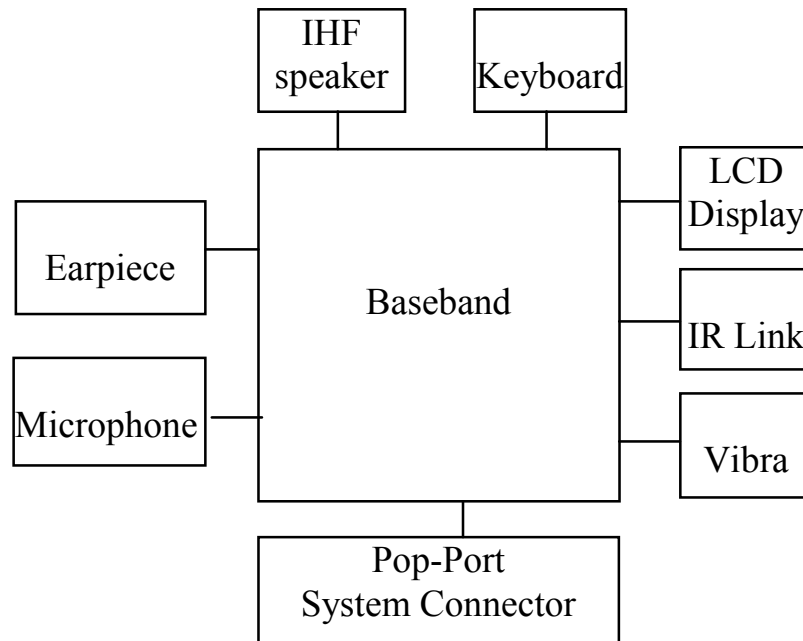 IHF
speaker
Keyboard
LCD
Display
Earpiece
Baseband
IR Link
Microphone
Vibra
Pop-Port
System Connector